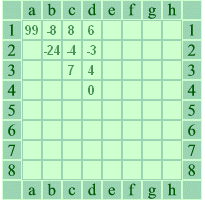 a b c d e f g h
1 99 -8 8 6 1
2 -24 -4 -3 2
3 7 4 3
4 0 4
5 5
6 6
7 7
8 8
a b c d e f g h